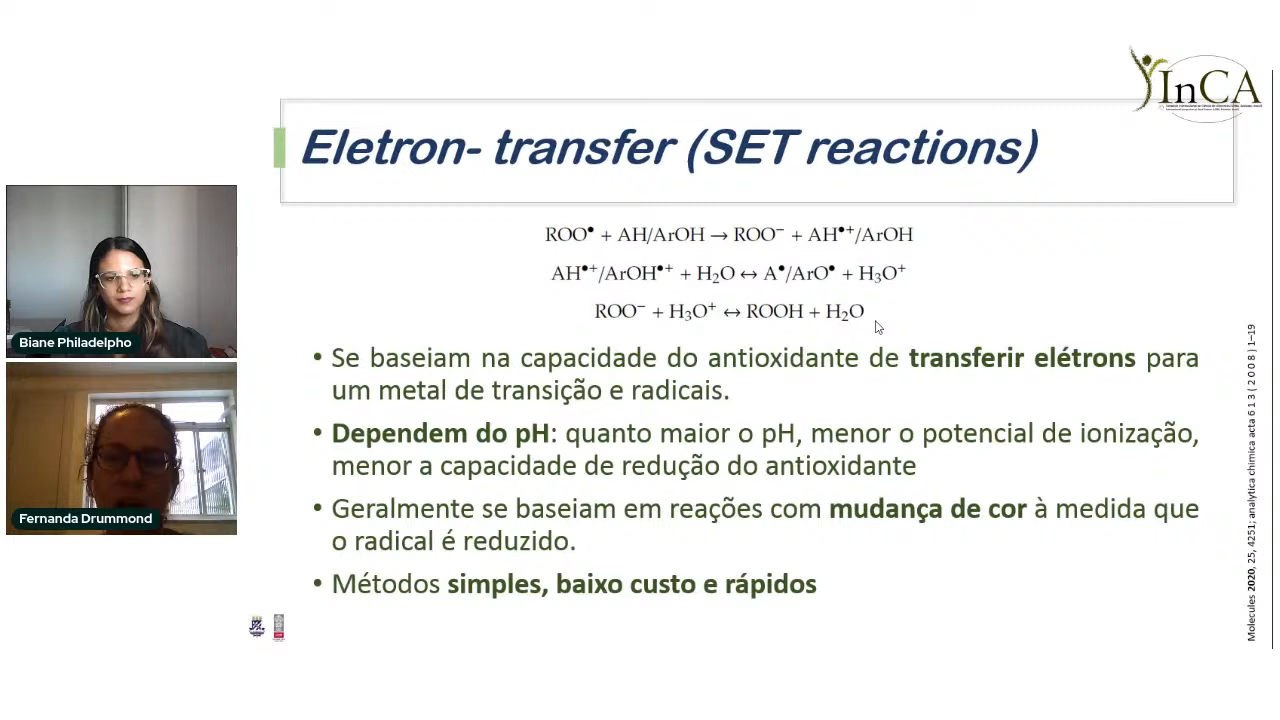 InCA
Eletron- transfer (SET reactions)
ROO• + AH/ArOH → ROO⁻ + AH•⁺/ArOH
AH•⁺/ArOH•⁺ + H₂O ↔ A•/ArO• + H₃O⁺
ROO⁻ + H₃O⁺ ↔ ROOH + H₂O
• Se baseiam na capacidade do antioxidante de transferir elétrons para
um metal de transição e radicais.
• Dependem do pH: quanto maior o pH, menor o potencial de ionização,
menor a capacidade de redução do antioxidante
• Geralmente se baseiam em reações com mudança de cor à medida que
o radical é reduzido.
• Métodos simples, baixo custo e rápidos
Biane Philadelpho
Fernanda Drummond
Molecules 2020, 25, 4251; analytica chimica acta 6 1 3 ( 2 0 0 8 ) 1–19